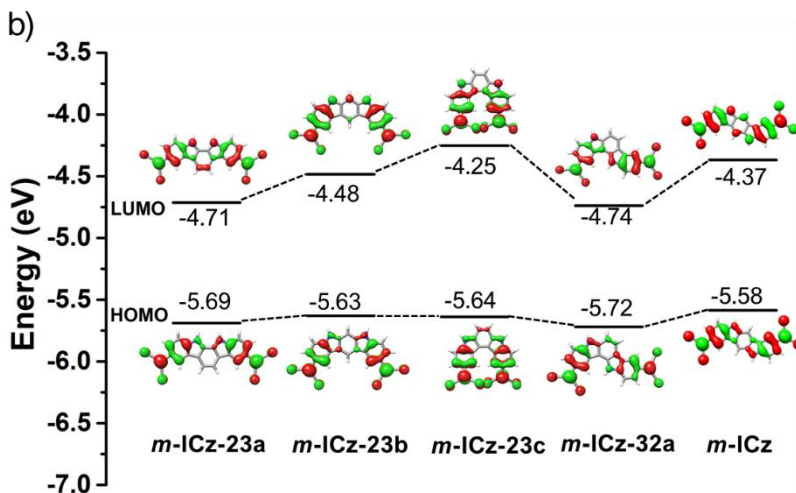 b)
Energy (eV)
-3.5
-4.0
-4.5
-5.0
-5.5
-6.0
-6.5
-7.0
LUMO
-4.71
-4.48
-4.25
-4.74
-4.37
HOMO
-5.69
-5.63
-5.64
-5.72
-5.58
m-ICz-23a
m-ICz-23b
m-ICz-23c
m-ICz-32a
m-ICz